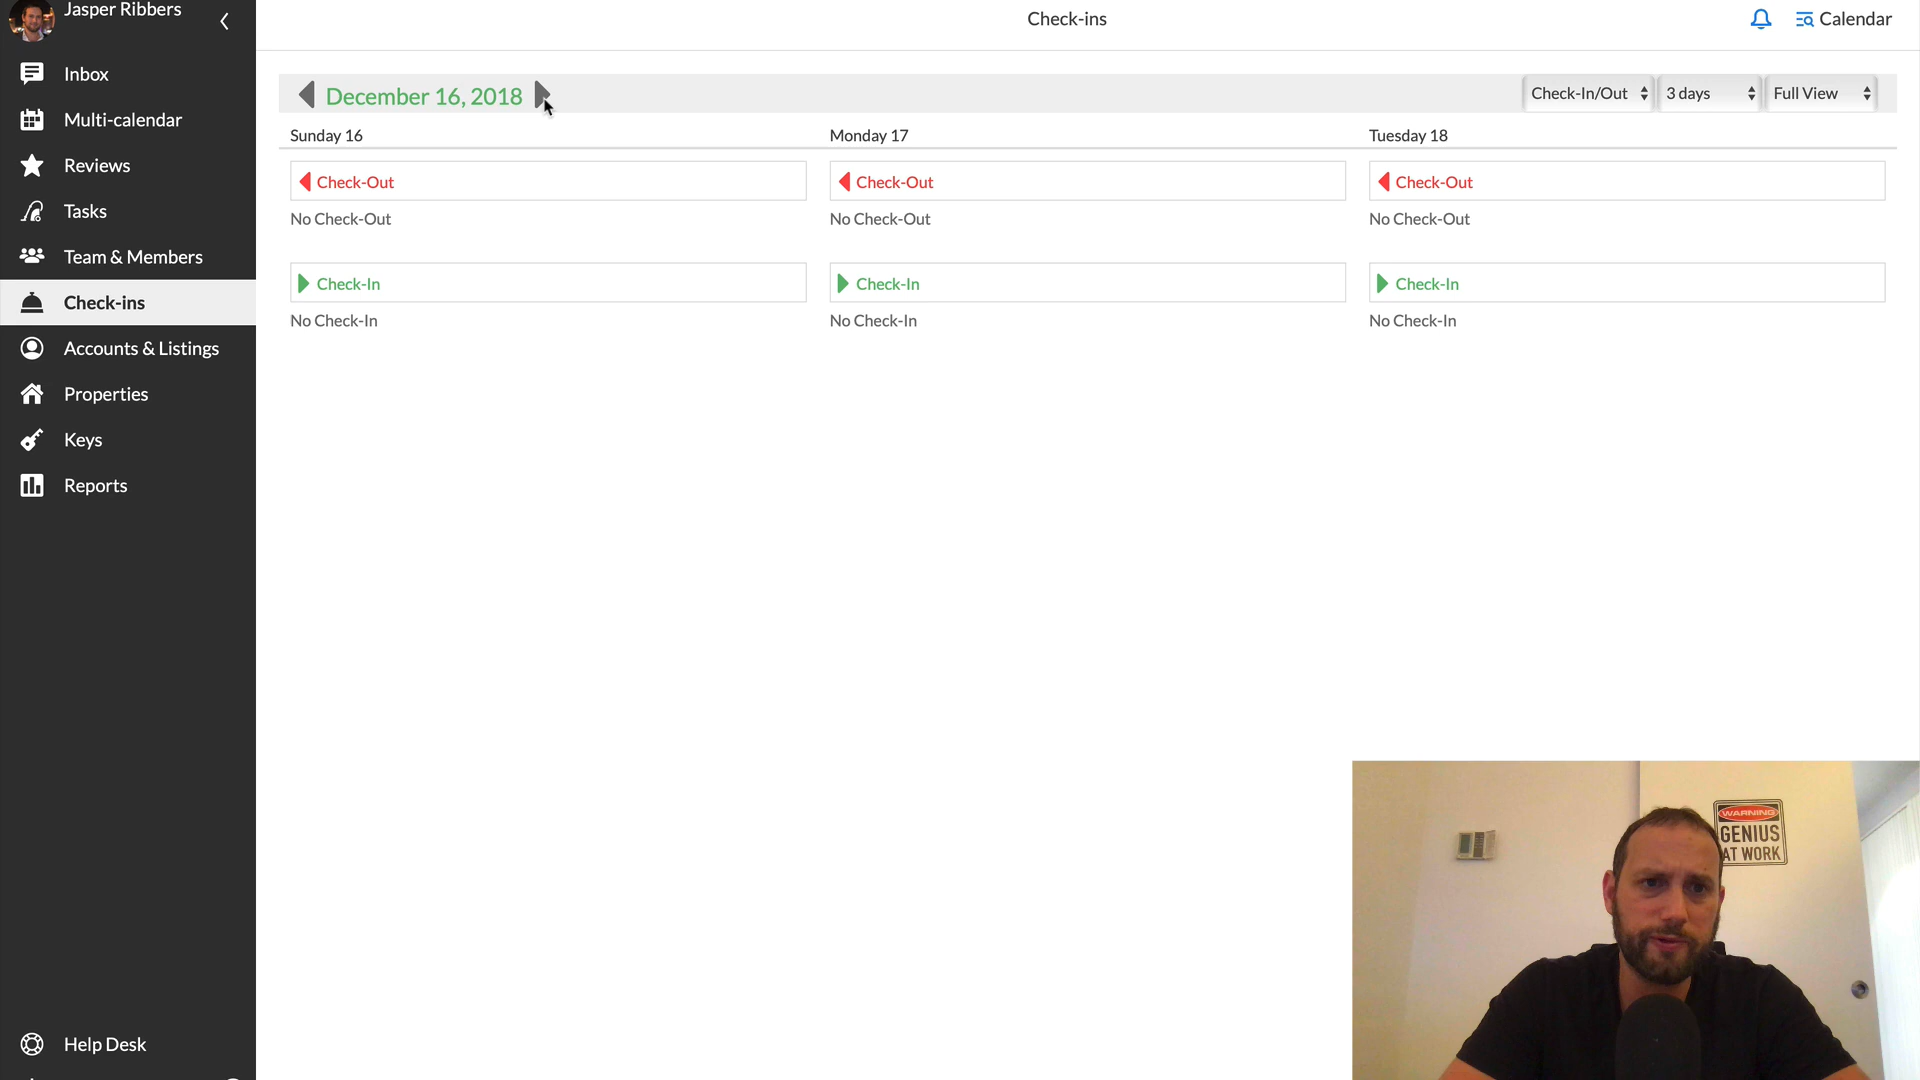 Jasper Ribbers
Inbox
Multi-calendar
Reviews
Tasks
Team & Members
Check-ins
Accounts & Listings
Properties
Keys
Reports
Help Desk
Check-ins
Calendar
December 16, 2018
Check-In/Out
3 days
Full View
Sunday 16
Monday 17
Tuesday 18
Check-Out
Check-Out
Check-Out
No Check-Out
No Check-Out
No Check-Out
Check-In
Check-In
Check-In
No Check-In
No Check-In
No Check-In
WARNING
GENIUS
AT WORK